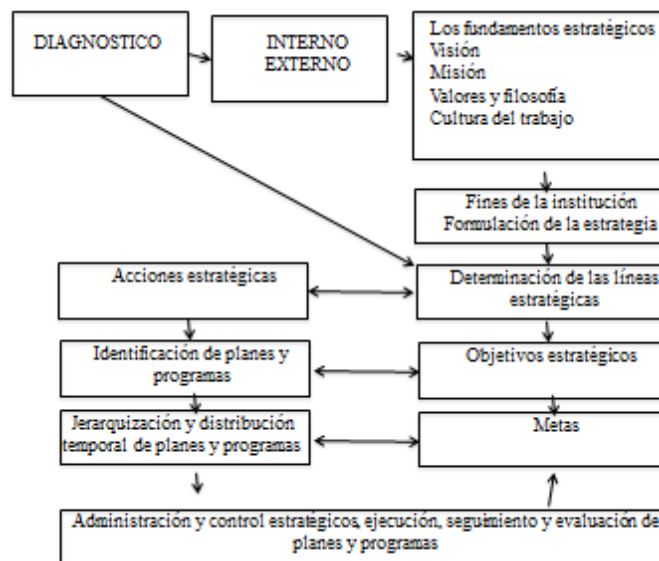 DIAGNOSTICO
INTERNO
EXTERNO
Los fundamentos estratégicos
Visión
Misión
Valores y filosofía
Cultura del trabajo
Fines de la institución
Formulación de la estrategia
Acciones estratégicas
Determinación de las líneas
estratégicas
Identificación de planes y
programas
Objetivos estratégicos
Jerarquización y distribución
temporal de planes y programas
Metas
Administración y control estratégicos, ejecución, seguimiento y evaluación de
planes y programas